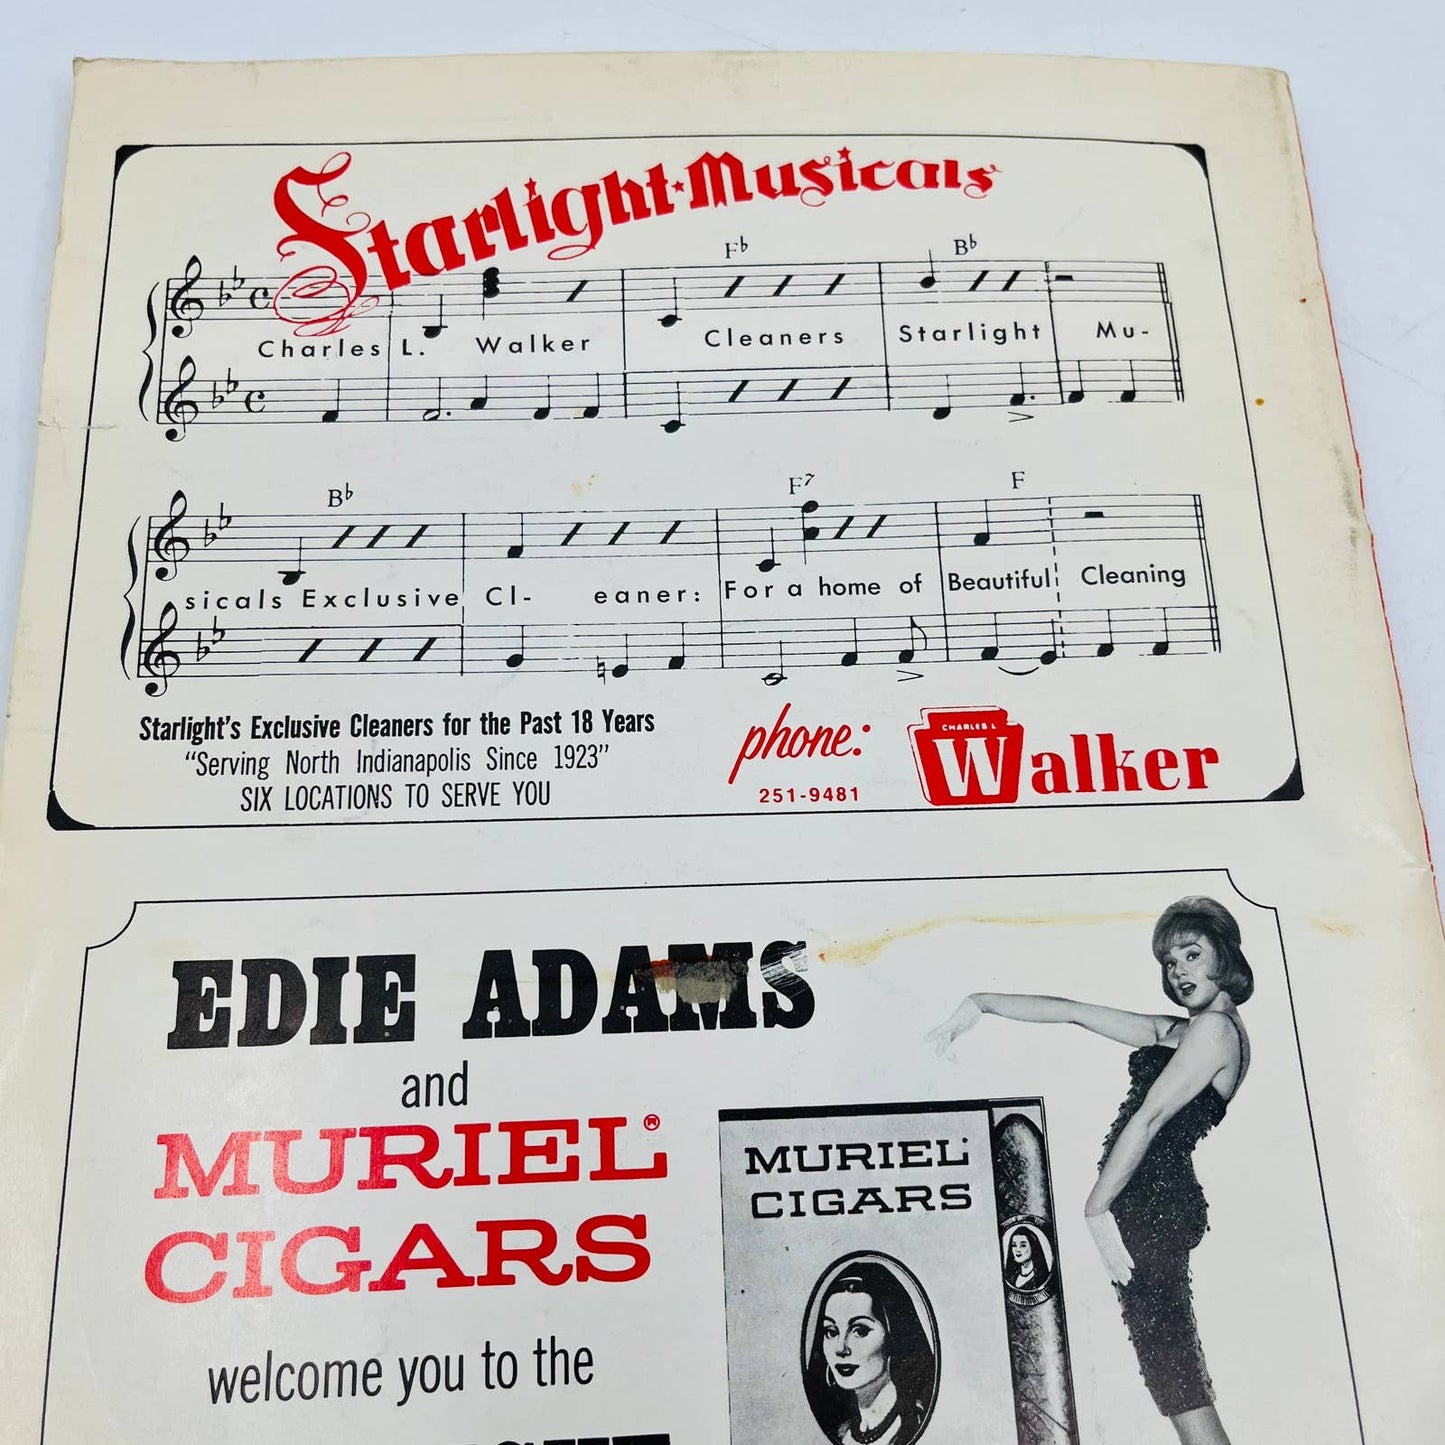 Starlight Musicals
F♭ B♭
Charles L. Walker Cleaners Starlight Mu-
B♭ F7 F
sicals Exclusive Cl- eaner: For a home of Beautiful Cleaning
Starlight's Exclusive Cleaners for the Past 18 Years
"Serving North Indianapolis Since 1923"
SIX LOCATIONS TO SERVE YOU
phone:
251-9481
CHARLES L
Walker
EDIE ADAMS
and
MURIEL®
CIGARS
welcome you to the
MURIEL
CIGARS